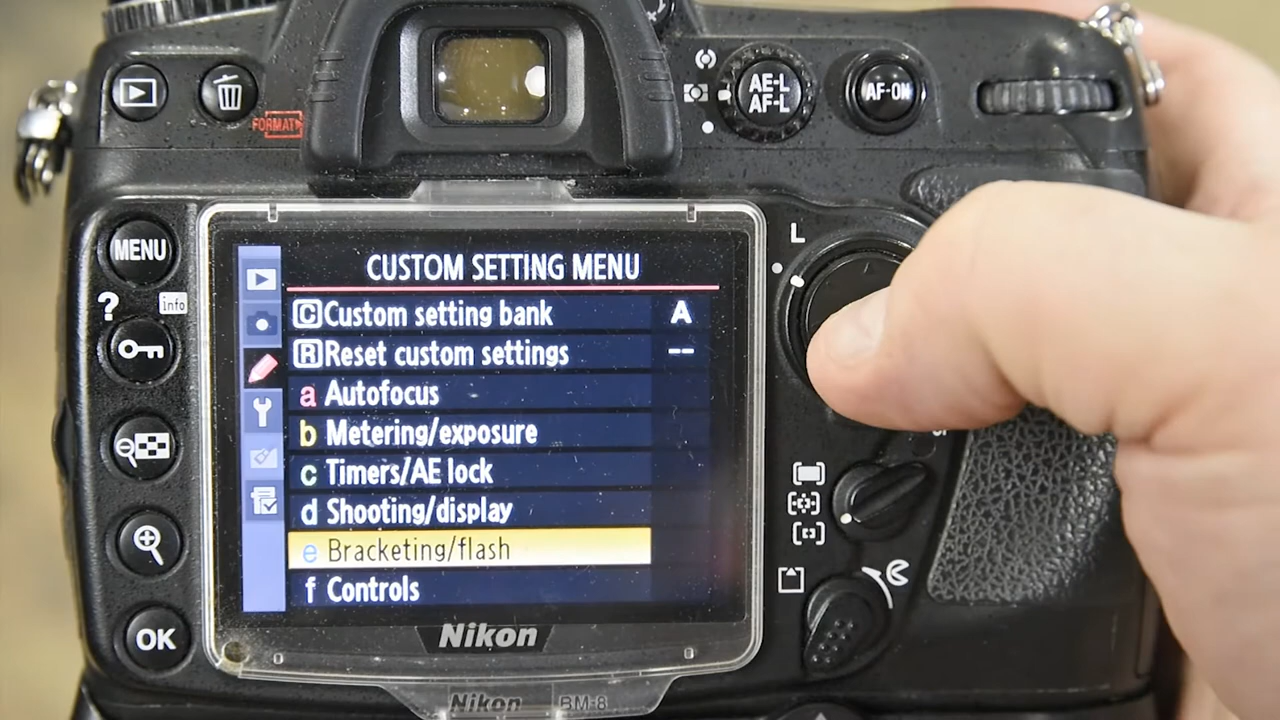 AE-L
AF-L
AF-ON
FORMAT
L
MENU
? info
CUSTOM SETTING MENU
C Custom setting bank A
R Reset custom settings --
a Autofocus
b Metering/exposure
c Timers/AE lock
d Shooting/display
e Bracketing/flash
f Controls
OK
Nikon
Nikon BM-8